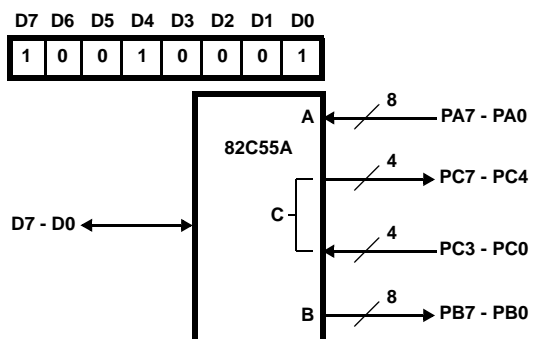 D7 D6 D5 D4 D3 D2 D1 D0
1 0 0 1 0 0 0 1
A 8 PA7 - PA0
82C55A
4 PC7 - PC4
C
D7 - D0
4 PC3 - PC0
B 8 PB7 - PB0